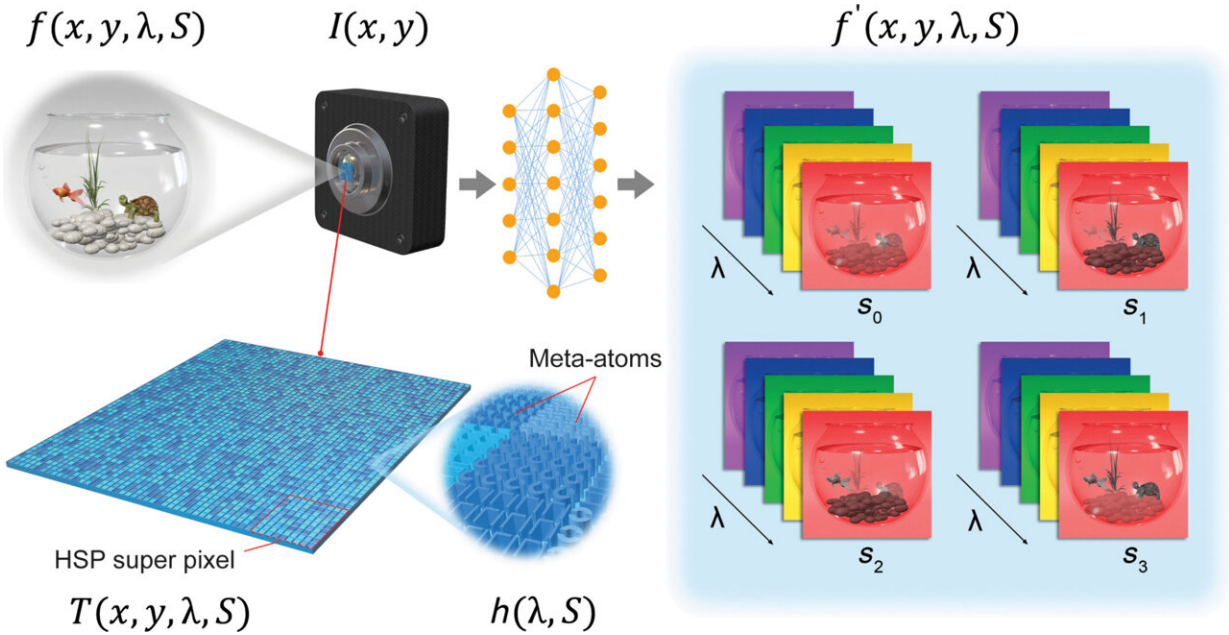 f(x, y, λ, S)
I(x, y)
f'(x, y, λ, S)
λ
S₀
λ
S₁
Meta-atoms
λ
S₂
λ
S₃
HSP super pixel
T(x, y, λ, S)
h(λ, S)